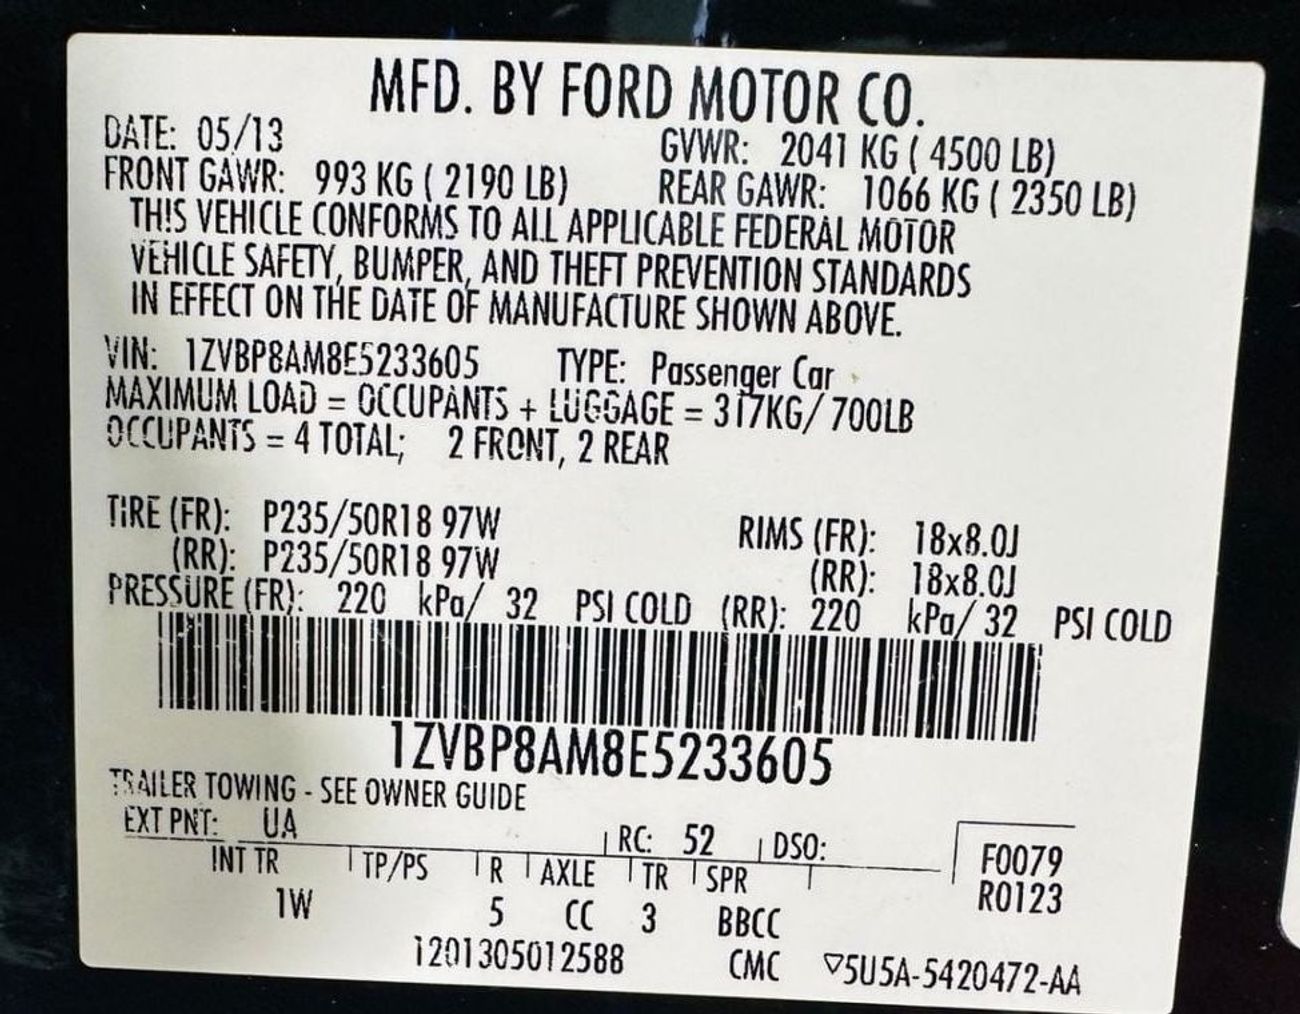 MFD. BY FORD MOTOR CO.
DATE: 05/13 GVWR: 2041 KG ( 4500 LB)
FRONT GAWR: 993 KG ( 2190 LB) REAR GAWR: 1066 KG ( 2350 LB)
THIS VEHICLE CONFORMS TO ALL APPLICABLE FEDERAL MOTOR
VEHICLE SAFETY, BUMPER, AND THEFT PREVENTION STANDARDS
IN EFFECT ON THE DATE OF MANUFACTURE SHOWN ABOVE.
VIN: 1ZVBP8AM8E5233605 TYPE: Passenger Car
MAXIMUM LOAD = OCCUPANTS + LUGGAGE = 317KG/ 700LB
OCCUPANTS = 4 TOTAL; 2 FRONT, 2 REAR
TIRE (FR): P235/50R18 97W RIMS (FR): 18x8.0J
(RR): P235/50R18 97W (RR): 18x8.0J
PRESSURE (FR): 220 kPa/ 32 PSI COLD (RR): 220 kPa/ 32 PSI COLD
1ZVBP8AM8E5233605
TRAILER TOWING - SEE OWNER GUIDE
EXT PNT: UA RC: 52 DSO: F0079
INT TR TP/PS R AXLE TR SPR R0123
1W 5 CC 3 BBCC
1201305012588 CMC ▽5U5A-5420472-AA